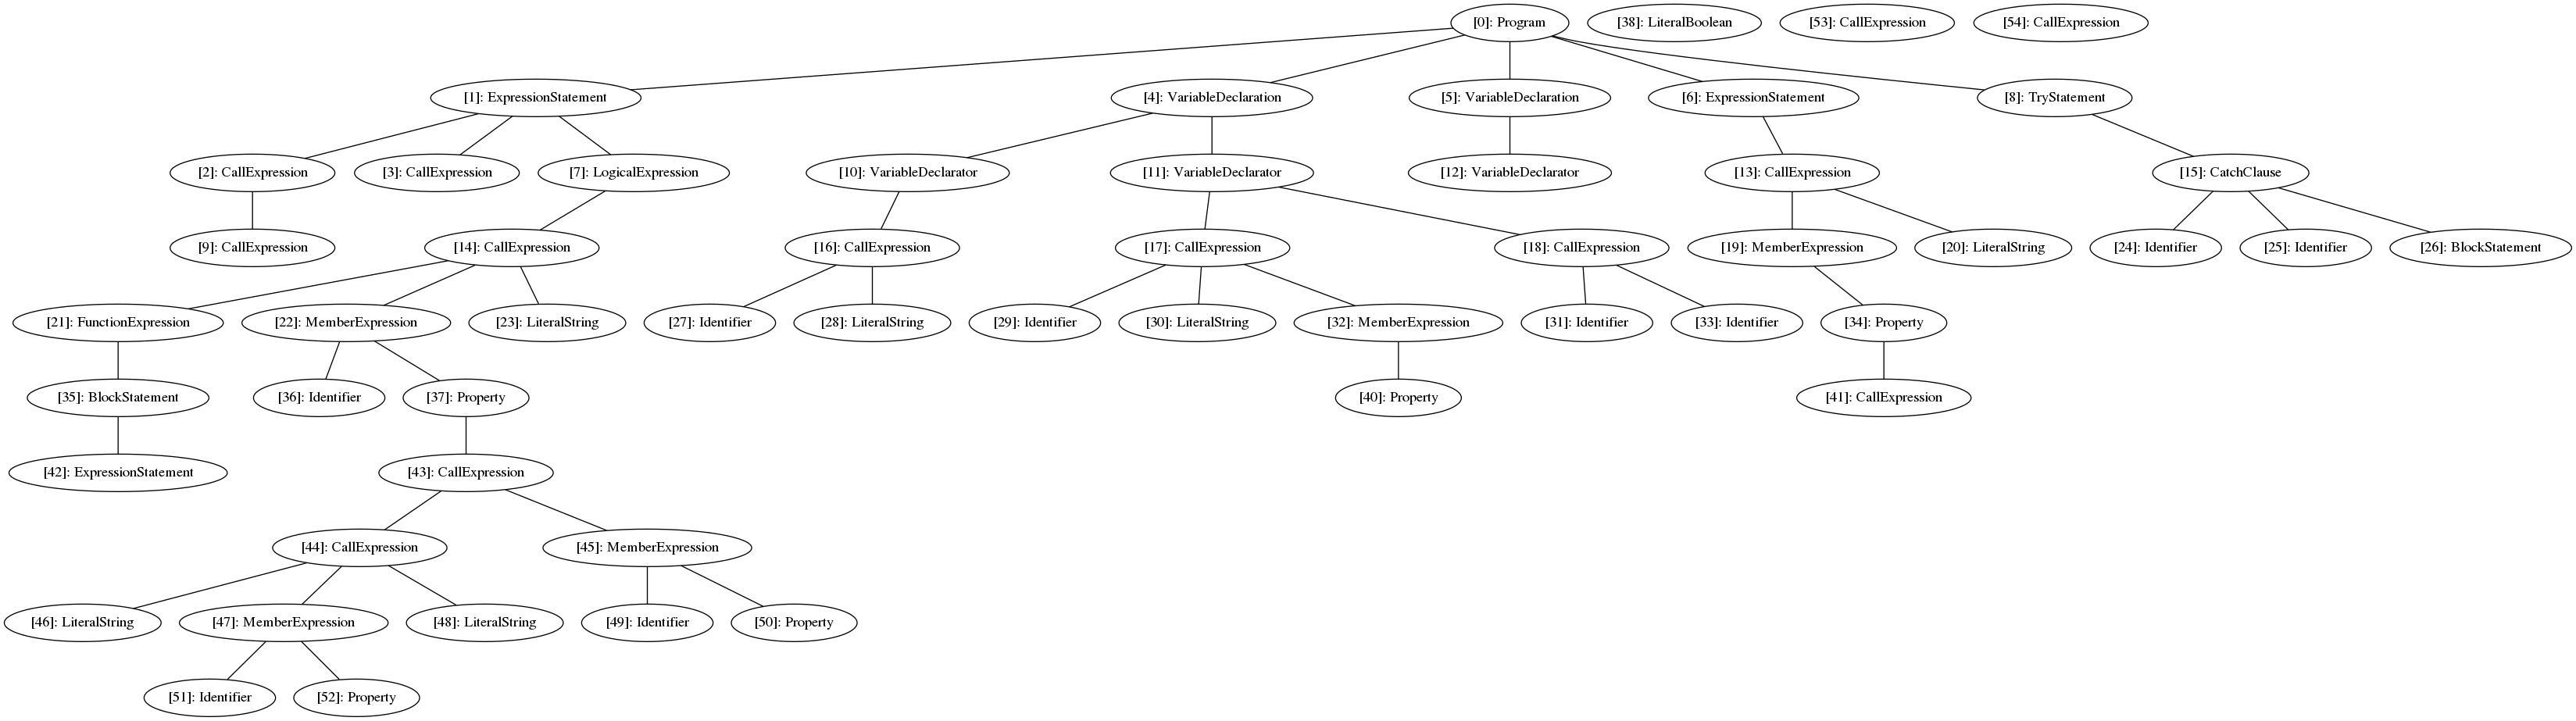 [0]: Program
[38]: LiteralBoolean
[53]: CallExpression
[54]: CallExpression
[1]: ExpressionStatement
[4]: VariableDeclaration
[5]: VariableDeclaration
[6]: ExpressionStatement
[8]: TryStatement
[2]: CallExpression
[3]: CallExpression
[7]: LogicalExpression
[10]: VariableDeclarator
[11]: VariableDeclarator
[12]: VariableDeclarator
[13]: CallExpression
[15]: CatchClause
[9]: CallExpression
[14]: CallExpression
[16]: CallExpression
[17]: CallExpression
[18]: CallExpression
[19]: MemberExpression
[20]: LiteralString
[24]: Identifier
[25]: Identifier
[26]: BlockStatement
[21]: FunctionExpression
[22]: MemberExpression
[23]: LiteralString
[27]: Identifier
[28]: LiteralString
[29]: Identifier
[30]: LiteralString
[32]: MemberExpression
[31]: Identifier
[33]: Identifier
[34]: Property
[35]: BlockStatement
[36]: Identifier
[37]: Property
[40]: Property
[41]: CallExpression
[42]: ExpressionStatement
[43]: CallExpression
[44]: CallExpression
[45]: MemberExpression
[46]: LiteralString
[47]: MemberExpression
[48]: LiteralString
[49]: Identifier
[50]: Property
[51]: Identifier
[52]: Property